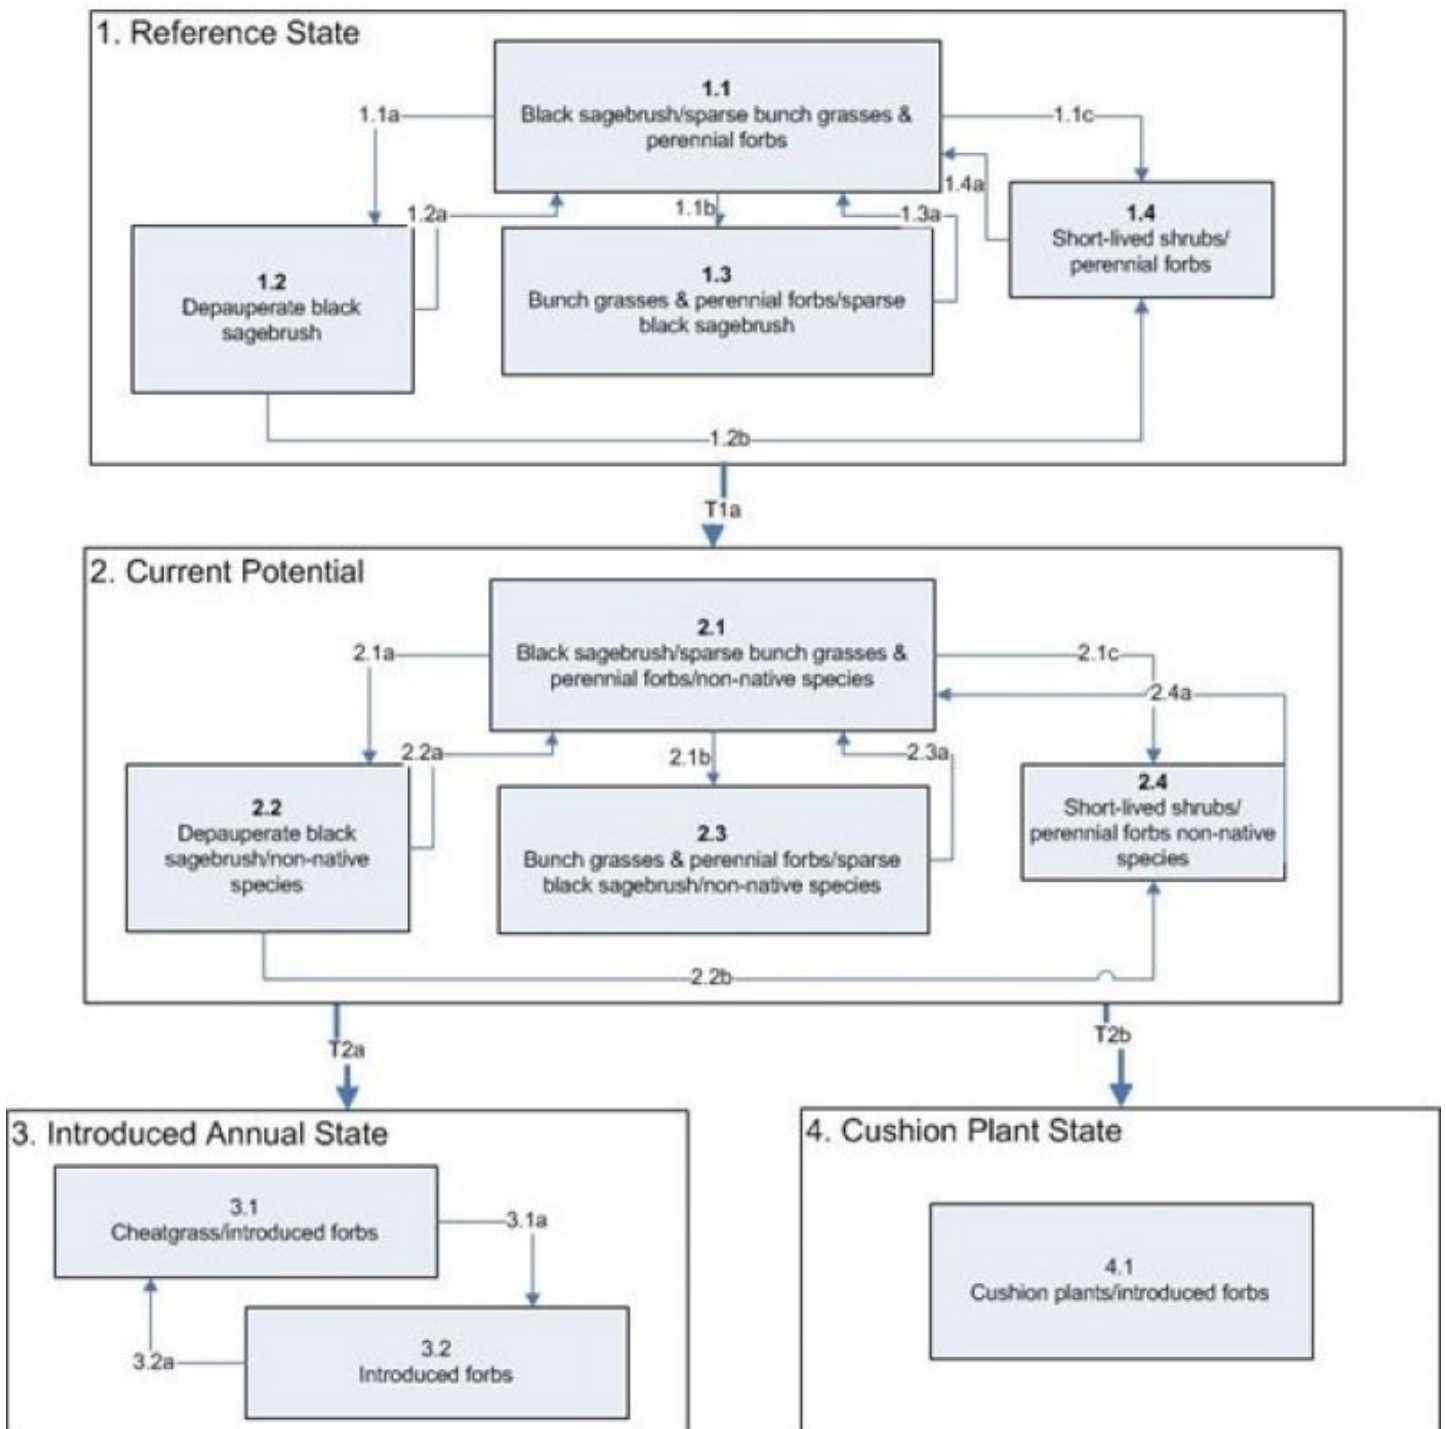 1. Reference State
1.1
Black sagebrush/sparse bunch grasses &
perennial forbs
1.1a
1.1c
1.4a
1.2a
1.1b
1.3a
1.4
Short-lived shrubs/
perennial forbs
1.2
Depauperate black
sagebrush
1.3
Bunch grasses & perennial forbs/sparse
black sagebrush
1.2b
T1a
2. Current Potential
2.1
Black sagebrush/sparse bunch grasses &
perennial forbs/non-native species
2.1a
2.1c
2.4a
2.2a
2.1b
2.3a
2.4
Short-lived shrubs/
perennial forbs non-native
species
2.2
Depauperate black
sagebrush/non-native
species
2.3
Bunch grasses & perennial forbs/sparse
black sagebrush/non-native species
2.2b
T2a
T2b
3. Introduced Annual State
3.1
Cheatgrass/introduced forbs
3.1a
3.2
Introduced forbs
3.2a
4. Cushion Plant State
4.1
Cushion plants/introduced forbs